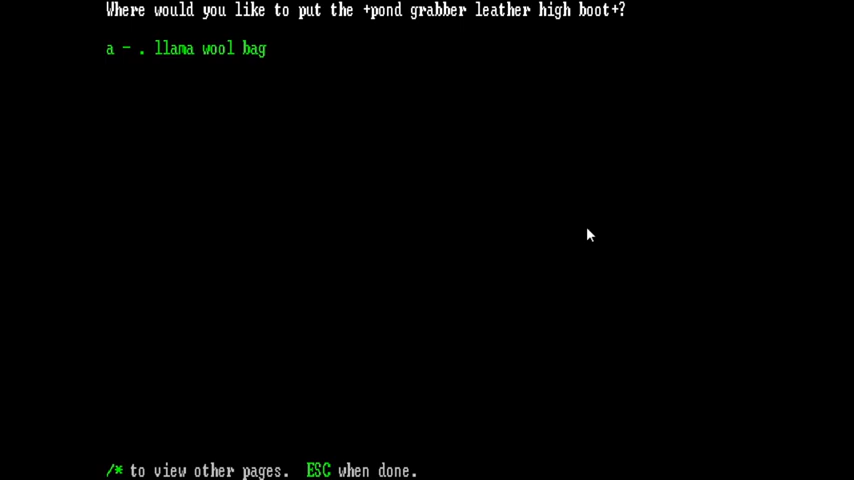 Where would you like to put the +pond grabber leather high boot+?
a - . llama wool bag
/* to view other pages.  ESC when done.